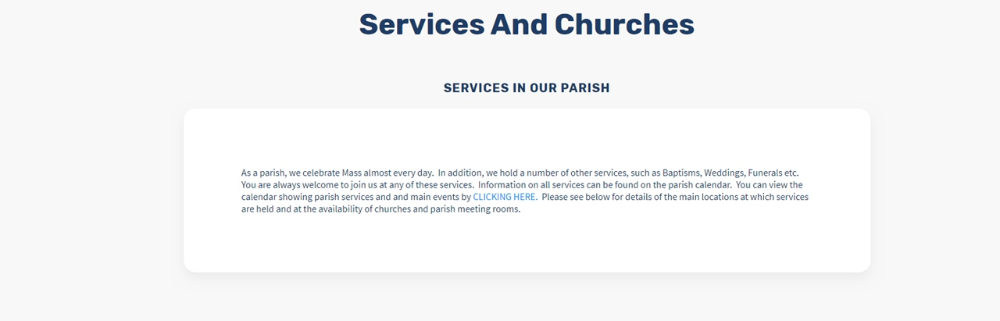 Services And Churches
SERVICES IN OUR PARISH
As a parish, we celebrate Mass almost every day.  In addition, we hold a number of other services, such as Baptisms, Weddings, Funerals etc.
You are always welcome to join us at any of these services.  Information on all services can be found on the parish calendar.  You can view the
calendar showing parish services and and main events by CLICKING HERE.  Please see below for details of the main locations at which services
are held and at the availability of churches and parish meeting rooms.